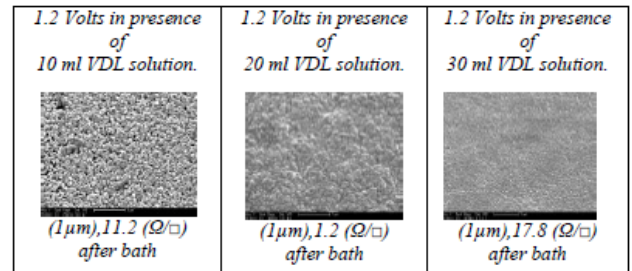 1.2 Volts in presence
of
10 ml VDL solution.
1.2 Volts in presence
of
20 ml VDL solution.
1.2 Volts in presence
of
30 ml VDL solution.
(1µm),11.2 (Ω/□)
after bath
(1µm),1.2 (Ω/□)
after bath
(1µm),17.8 (Ω/□)
after bath